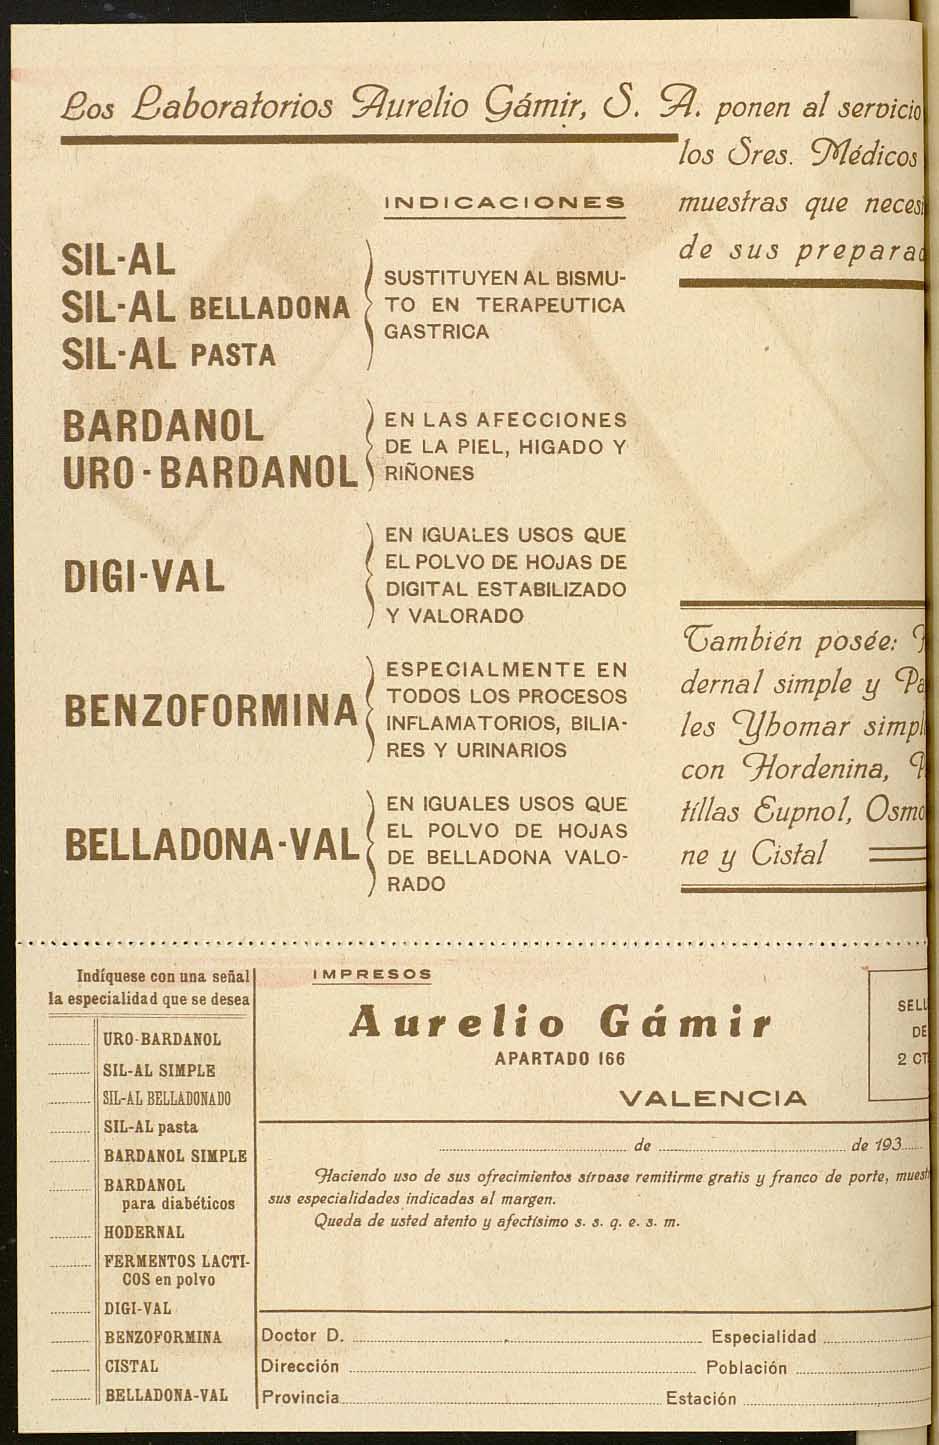 Los Laboratorios Aurelio Gámir, S. A. ponen al servicio
los Sres. Médicos
muestras que
de sus
INDICACIONES
SIL-AL
SIL-AL BELLADONA
SIL-AL PASTA
SUSTITUYEN AL BISMU-
TO EN TERAPEUTICA
GASTRICA
BARDANOL
URO-BARDANOL
EN LAS AFECCIONES
DE LA PIEL, HIGADO Y
RIÑONES
DIGI-VAL
EN IGUALES USOS QUE
EL POLVO DE HOJAS DE
DIGITAL ESTABILIZADO
Y VALORADO
BENZOFORMINA
ESPECIALMENTE EN
TODOS LOS PROCESOS
INFLAMATORIOS, BILIA-
RES Y URINARIOS
BELLADONA-VAL
EN IGUALES USOS QUE
EL POLVO DE HOJAS
DE BELLADONA VALO-
RADO
También posée:
dernal simple y
les Yhomar
con Hordenina,
tillas Eupnol,
ne y Cistal
Indíquese con una señal
la especialidad que se desea
URO-BARDANOL
SIL-AL SIMPLE
SIL-AL BELLADONADO
SIL-AL pasta
BARDANOL SIMPLE
BARDANOL
para diabéticos
HODERNAL
FERMENTOS LACTI-
COS en polvo
DIGI-VAL
BENZOFORMINA
CISTAL
BELLADONA-VAL
IMPRESOS
Aurelio Gámir
APARTADO 166
VALENCIA
DE
2
de de 193
Haciendo uso de sus ofrecimientos sírvase remitirme gratis y franco de porte,
sus especialidades indicadas al margen.
Queda de usted atento y afectísimo s. s. q. e. s. m.
Doctor D. Especialidad
Dirección Población
Provincia Estación